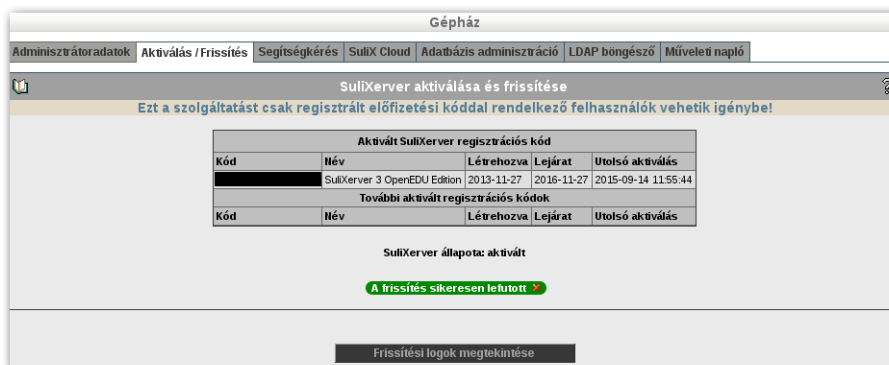 Gépház
Adminisztrátoradatok Aktiválás / Frissítés Segítségkérés SuliX Cloud Adatbázis adminisztráció LDAP böngésző Műveleti napló
SuliXerver aktiválása és frissítése
Ezt a szolgáltatást csak regisztrált előfizetési kóddal rendelkező felhasználók vehetik igénybe!
Aktivált SuliXerver regisztrációs kód
Kód Név Létrehozva Lejárat Utolsó aktiválás
SuliXerver 3 OpenEDU Edition 2013-11-27 2016-11-27 2015-09-14 11:55:44
További aktivált regisztrációs kódok
Kód Név Létrehozva Lejárat Utolsó aktiválás
SuliXerver állapota: aktivált
A frissítés sikeresen lefutott
Frissítési logok megtekintése